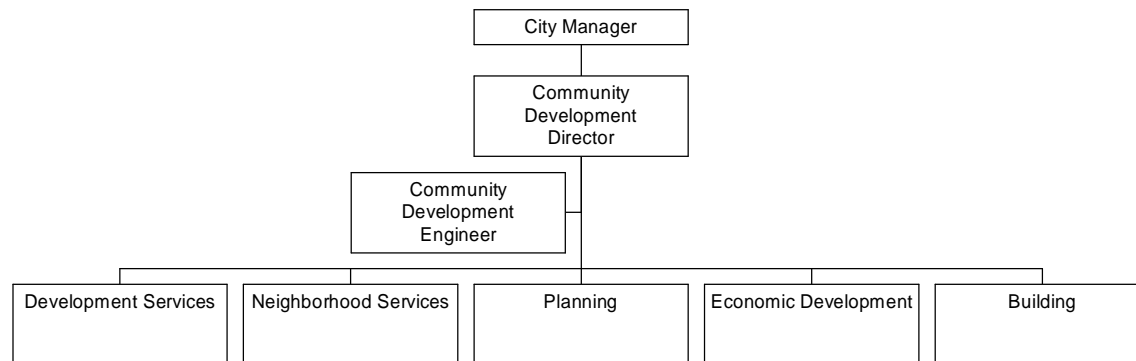 City Manager
Community
Development
Director
Community
Development
Engineer
Development Services
Neighborhood Services
Planning
Economic Development
Building